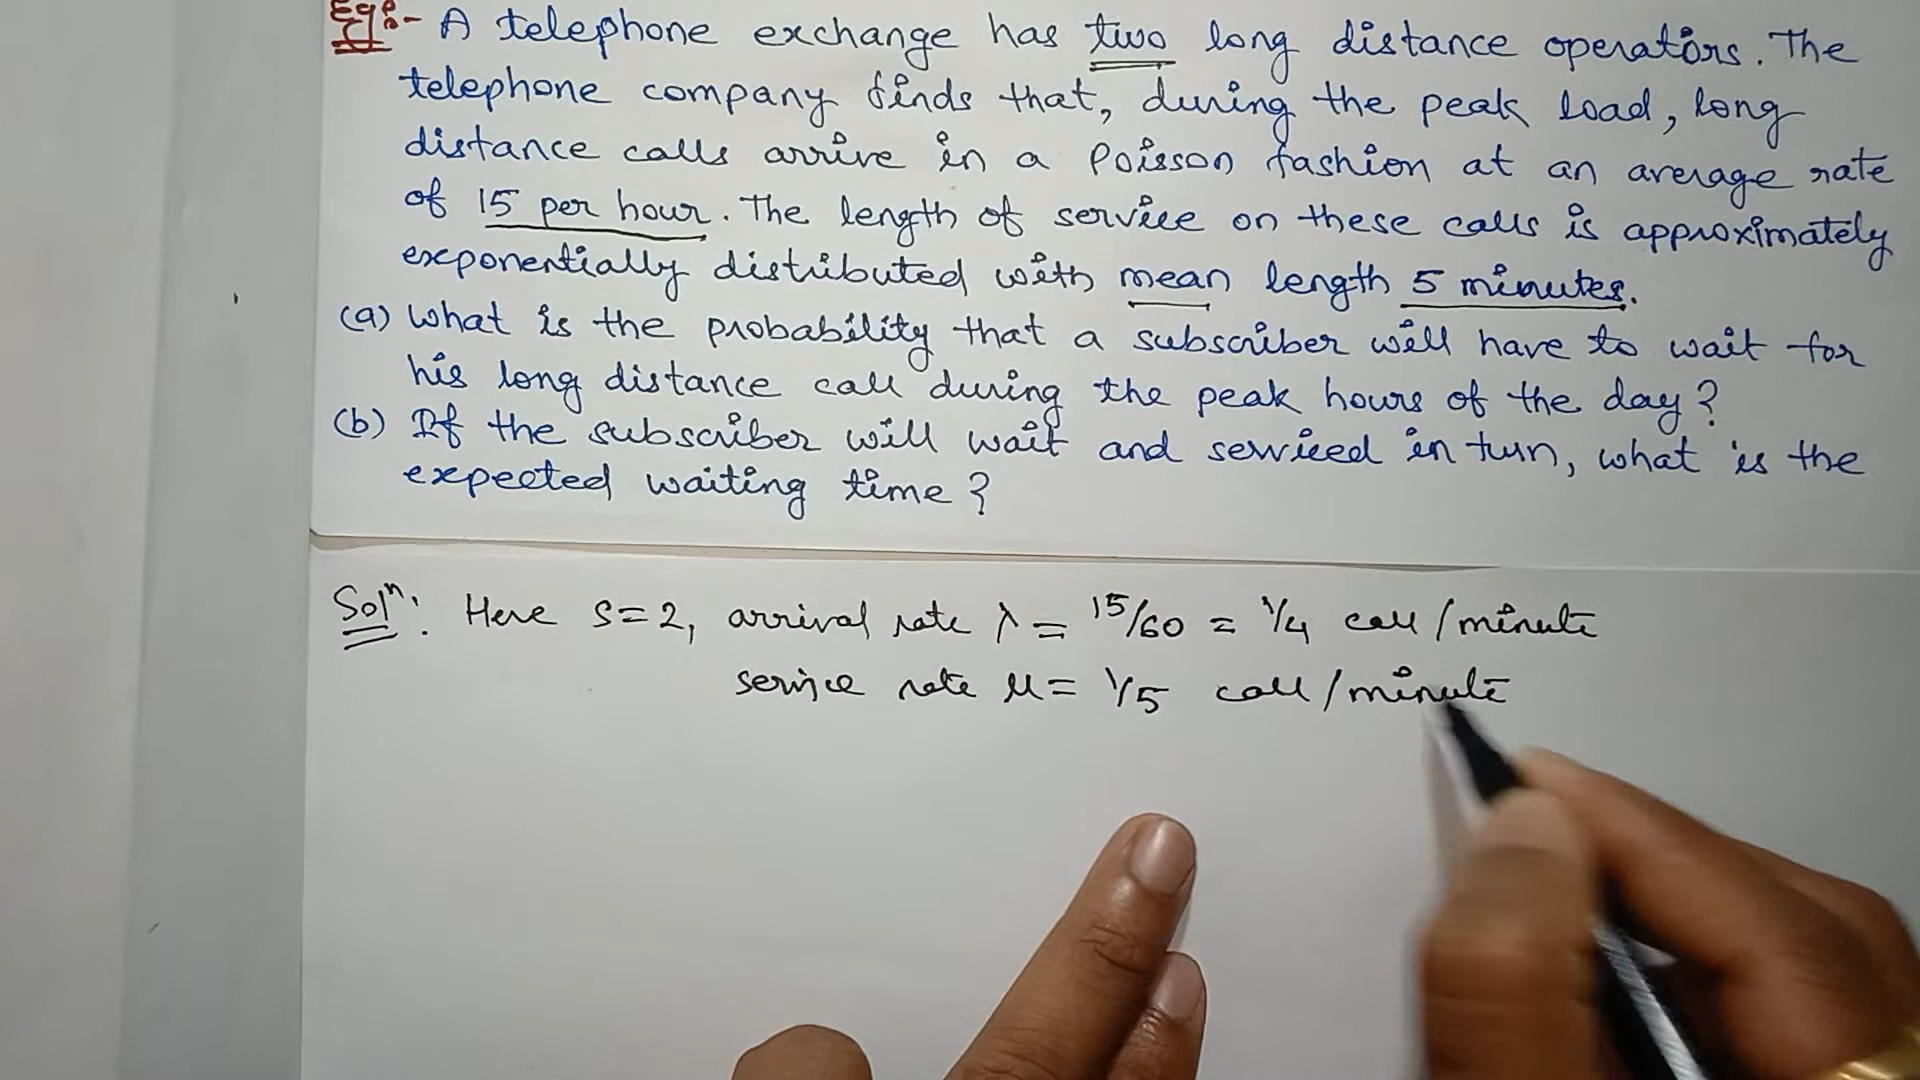 Eg:- A telephone exchange has two long distance operators. The
telephone company finds that, during the peak load, long
distance calls arrive in a Poisson fashion at an average rate
of 15 per hour. The length of service on these calls is approximately
exponentially distributed with mean length 5 minutes.
(a) What is the probability that a subscriber will have to wait for
his long distance call during the peak hours of the day?
(b) If the subscriber will wait and serviced in turn, what is the
expected waiting time?
Solⁿ: Here S=2, arrival rate λ = 15/60 = 1/4 call/minute
service rate μ = 1/5 call/minute